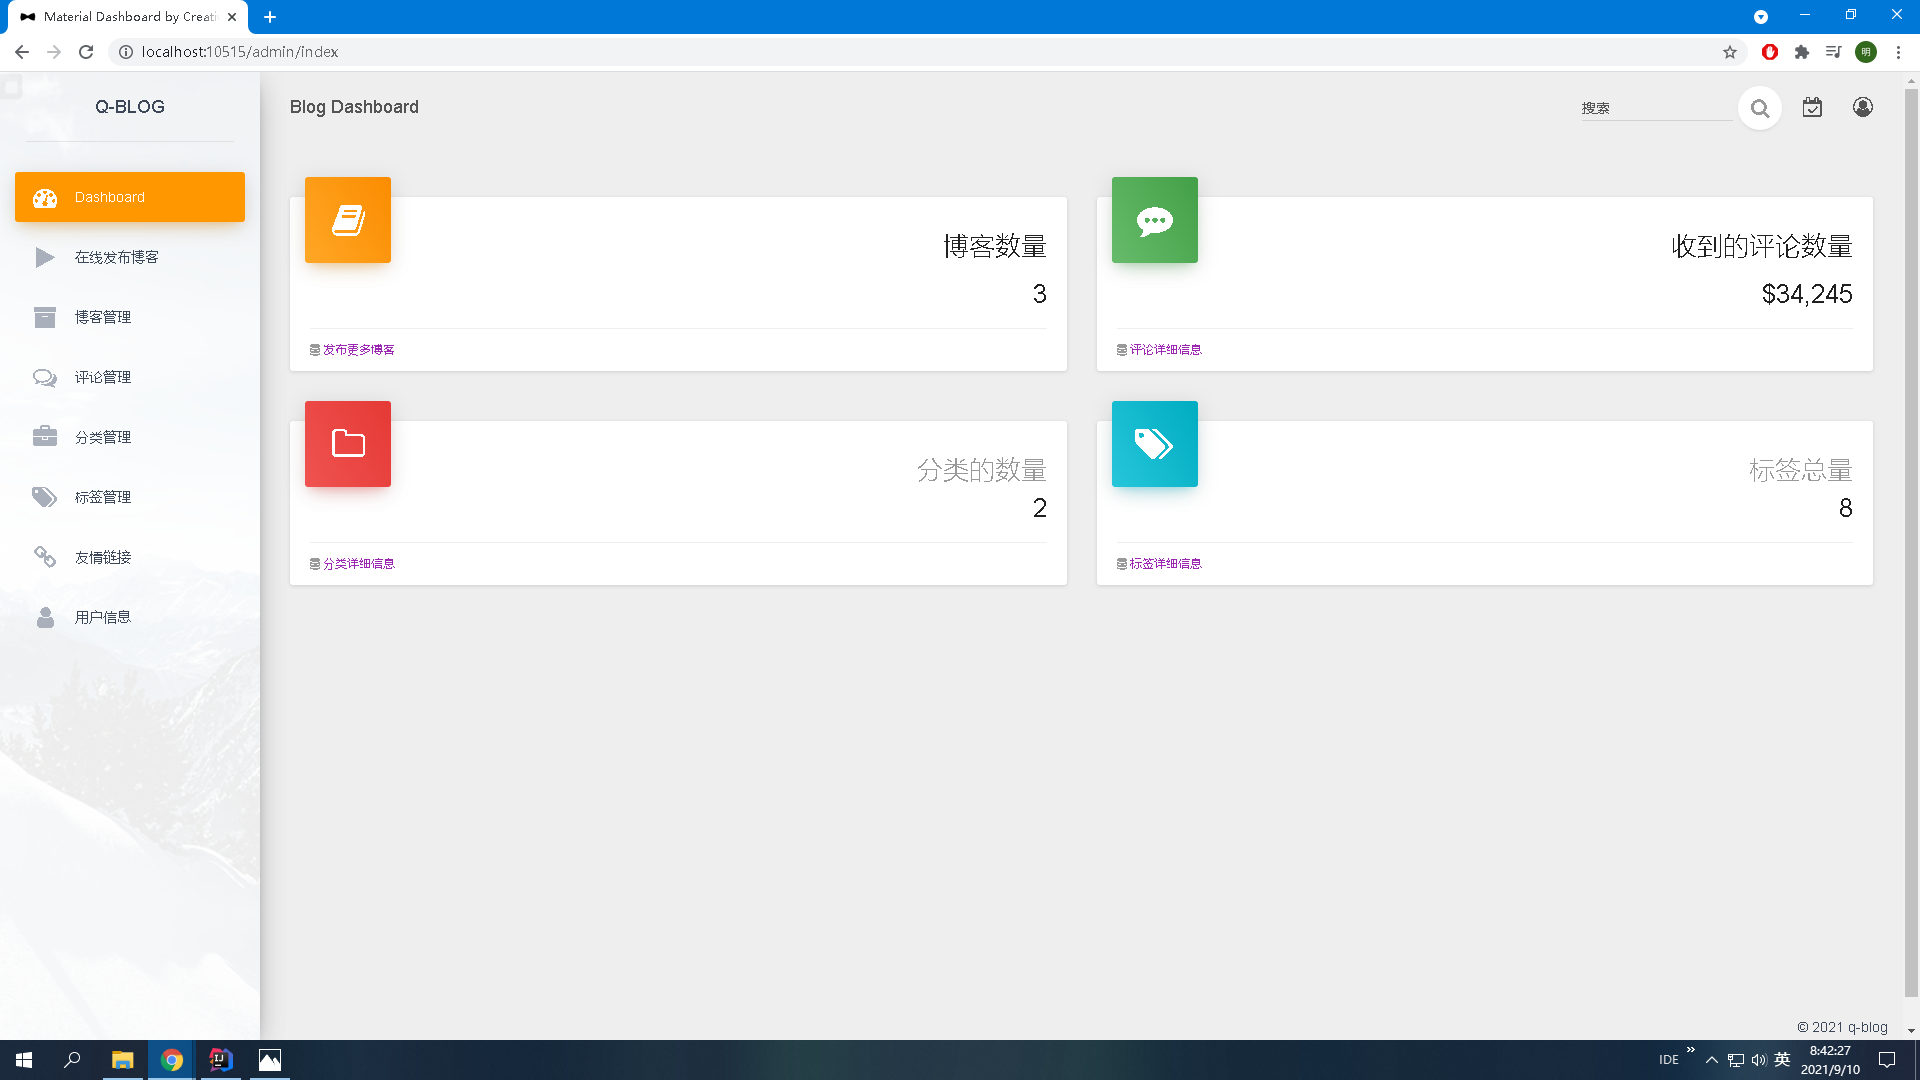 Material Dashboard by Creati
localhost:10515/admin/index
明
Q-BLOG
Blog Dashboard
搜索
Dashboard
在线发布博客
博客管理
评论管理
分类管理
标签管理
友情链接
用户信息
博客数量
3
发布更多博客
收到的评论数量
$34,245
评论详细信息
分类的数量
2
分类详细信息
标签总量
8
标签详细信息
© 2021 q-blog
IDE
英
8:42:27
2021/9/10